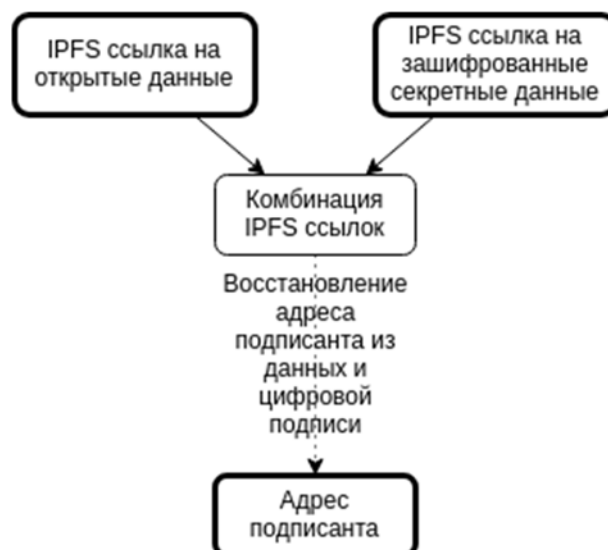 IPFS ссылка на
открытые данные
IPFS ссылка на
зашифрованные
секретные данные
Комбинация
IPFS ссылок
Восстановление
адреса
подписанта из
данных и
цифровой
подписи
Адрес
подписанта